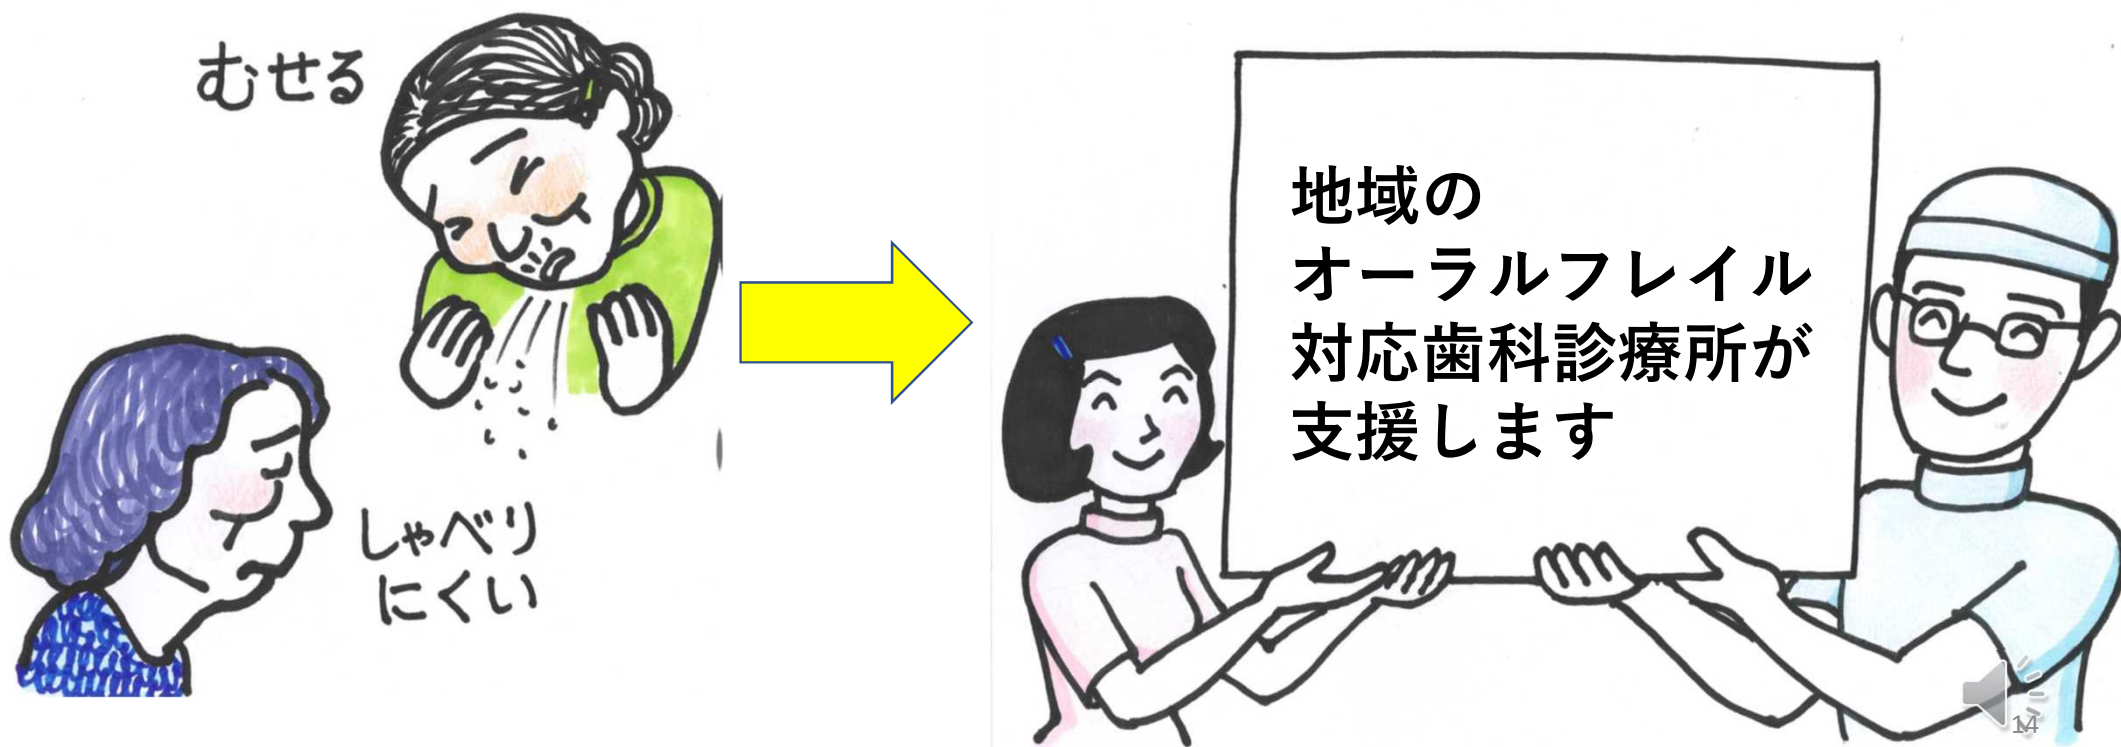 むせる
しゃべり
にくい
地域の
オーラルフレイル
対応歯科診療所が
支援します
14